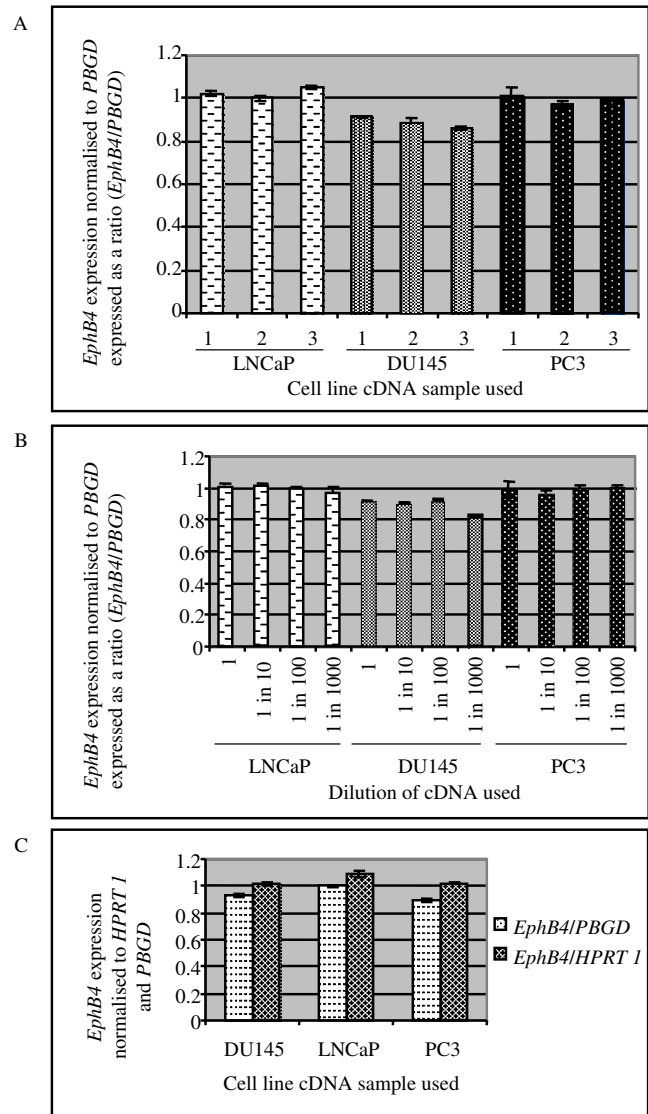 A
EphB4 expression normalised to PBGD
expressed as a ratio (EphB4/PBGD)
1.2
1
0.8
0.6
0.4
0.2
0
1 2 3 1 2 3 1 2 3
LNCaP DU145 PC3
Cell line cDNA sample used
B
EphB4 expression normalised to PBGD
expressed as a ratio (EphB4/PBGD)
1.2
1
0.8
0.6
0.4
0.2
0
1 1 in 10 1 in 100 1 in 1000 1 1 in 10 1 in 100 1 in 1000 1 1 in 10 1 in 100 1 in 1000
LNCaP DU145 PC3
Dilution of cDNA used
C
EphB4 expression
normalised to HPRT 1
and PBGD
1.2
1
0.8
0.6
0.4
0.2
0
DU145 LNCaP PC3
Cell line cDNA sample used
EphB4/PBGD
EphB4/HPRT 1